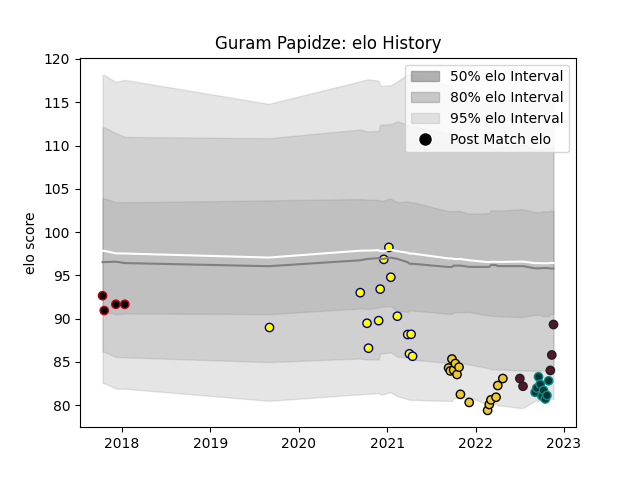 Guram Papidze: elo History
120
115
110
105
100
95
90
85
80
elo score
50% elo Interval
80% elo Interval
95% elo Interval
Post Match elo
2018 2019 2020 2021 2022 2023